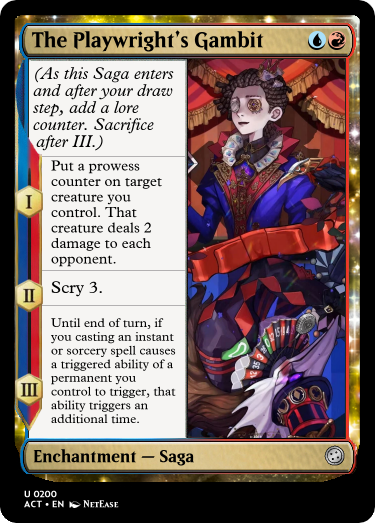 The Playwright's Gambit
(As this Saga enters
and after your draw
step, add a lore
counter. Sacrifice
after III.)
I
Put a prowess
counter on target
creature you
control. That
creature deals 2
damage to each
opponent.
II
Scry 3.
III
Until end of turn, if
you casting an instant
or sorcery spell causes
a triggered ability of a
permanent you
control to trigger, that
ability triggers an
additional time.
Enchantment — Saga
U 0200
ACT • EN NetEase